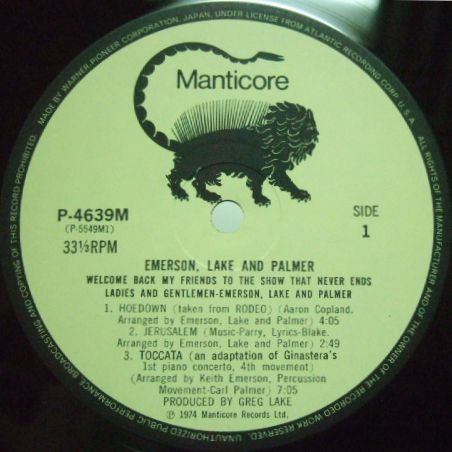 MADE BY WARNER-PIONEER CORPORATION, JAPAN, UNDER LICENSE FROM ATLANTIC RECORDING CORP. U.S.A. ALL RIGHTS OF THE MANUFACTURER AND OF THE OWNER OF THE RECORDED WORK RESERVED. UNAUTHORIZED PUBLIC PERFORMANCE, BROADCASTING AND COPYING OF THIS RECORD PROHIBITED.
Manticore
P-4639M
(P-5549M1)
33⅓RPM
SIDE
1
EMERSON, LAKE AND PALMER
WELCOME BACK MY FRIENDS TO THE SHOW THAT NEVER ENDS
LADIES AND GENTLEMEN-EMERSON, LAKE AND PALMER
1. HOEDOWN (taken from RODEO) (Aaron Copland.
Arranged by Emerson, Lake and Palmer) 4:05
2. JERUSALEM (Music-Parry, Lyrics-Blake.
Arranged by Emerson, Lake and Palmer) 2:49
3. TOCCATA (an adaptation of Ginastera's
1st piano concerto, 4th movement)
(Arranged by Keith Emerson, Percussion
Movement-Carl Palmer) 7:05
PRODUCED BY GREG LAKE
℗ 1974 Manticore Records Ltd.